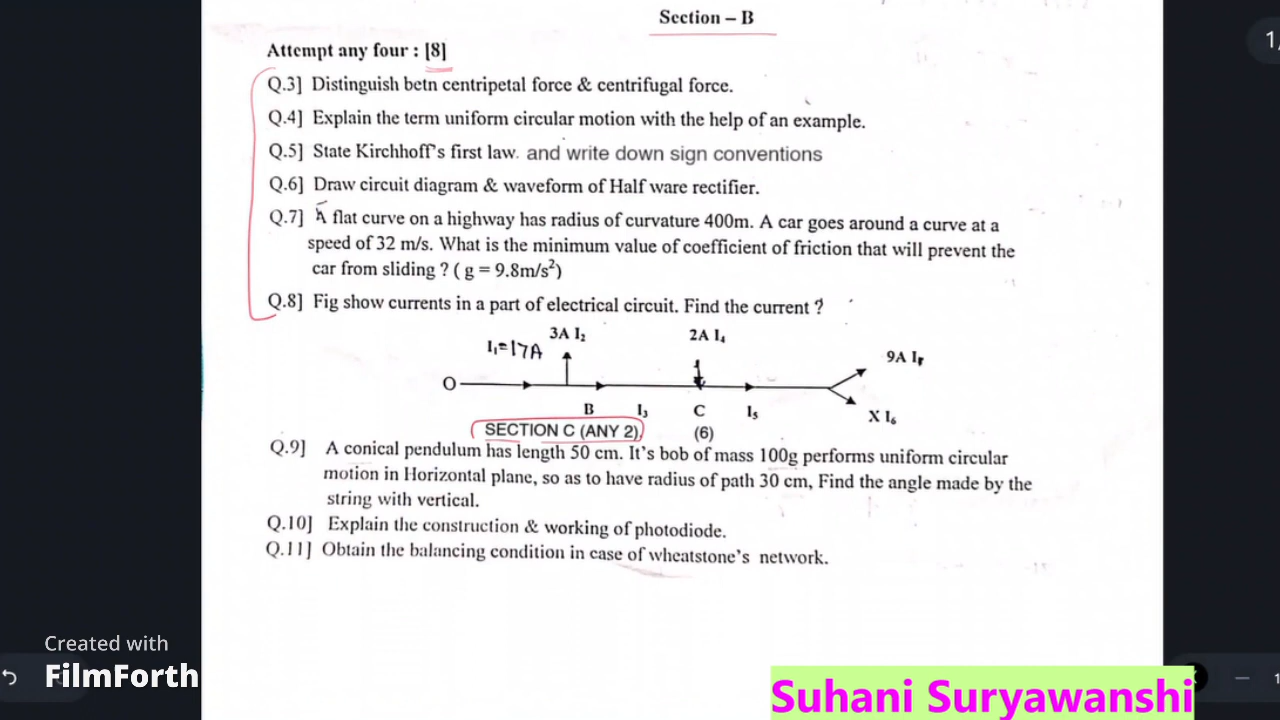 Section – B
1
Attempt any four : [8]
Q.3] Distinguish betn centripetal force & centrifugal force.
Q.4] Explain the term uniform circular motion with the help of an example.
Q.5] State Kirchhoff's first law. and write down sign conventions
Q.6] Draw circuit diagram & waveform of Half ware rectifier.
Q.7] A flat curve on a highway has radius of curvature 400m. A car goes around a curve at a
speed of 32 m/s. What is the minimum value of coefficient of friction that will prevent the
car from sliding ? ( g = 9.8m/s²)
Q.8] Fig show currents in a part of electrical circuit. Find the current ?
3A I₂ 2A I₄
I₁=17A
9A I
O
B I₃ C I₅ X I₆
SECTION C (ANY 2) (6)
Q.9] A conical pendulum has length 50 cm. It's bob of mass 100g performs uniform circular
motion in Horizontal plane, so as to have radius of path 30 cm, Find the angle made by the
string with vertical.
Q.10] Explain the construction & working of photodiode.
Q.11] Obtain the balancing condition in case of wheatstone's network.
Created with
FilmForth
Suhani Suryawanshi